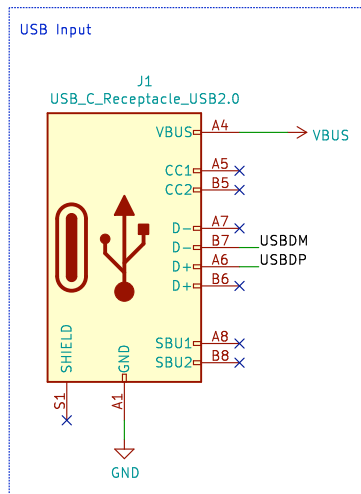 USB Input
J1
USB_C_Receptacle_USB2.0
VBUS A4 VBUS
CC1 A5
CC2 B5
D- A7
D- B7 USBDM
D+ A6 USBDP
D+ B6
SBU1 A8
SBU2 B8
SHIELD
GND
S1
A1
GND